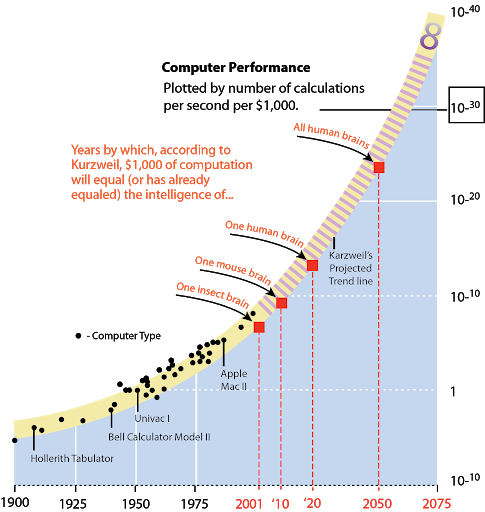 10-40
Computer Performance
Plotted by number of calculations
per second per $1,000.
10-30
All human brains
Years by which, according to
Kurzweil, $1,000 of computation
will equal (or has already
equaled) the intelligence of...
10-20
One human brain
Karzweil's
Projected
Trend line
One mouse brain
One insect brain
10-10
- Computer Type
Apple
Mac II
1
Univac I
Bell Calculator Model II
Hollerith Tabulator
10-10
1900 1925 1950 1975 2001 '10 '20 2050 2075